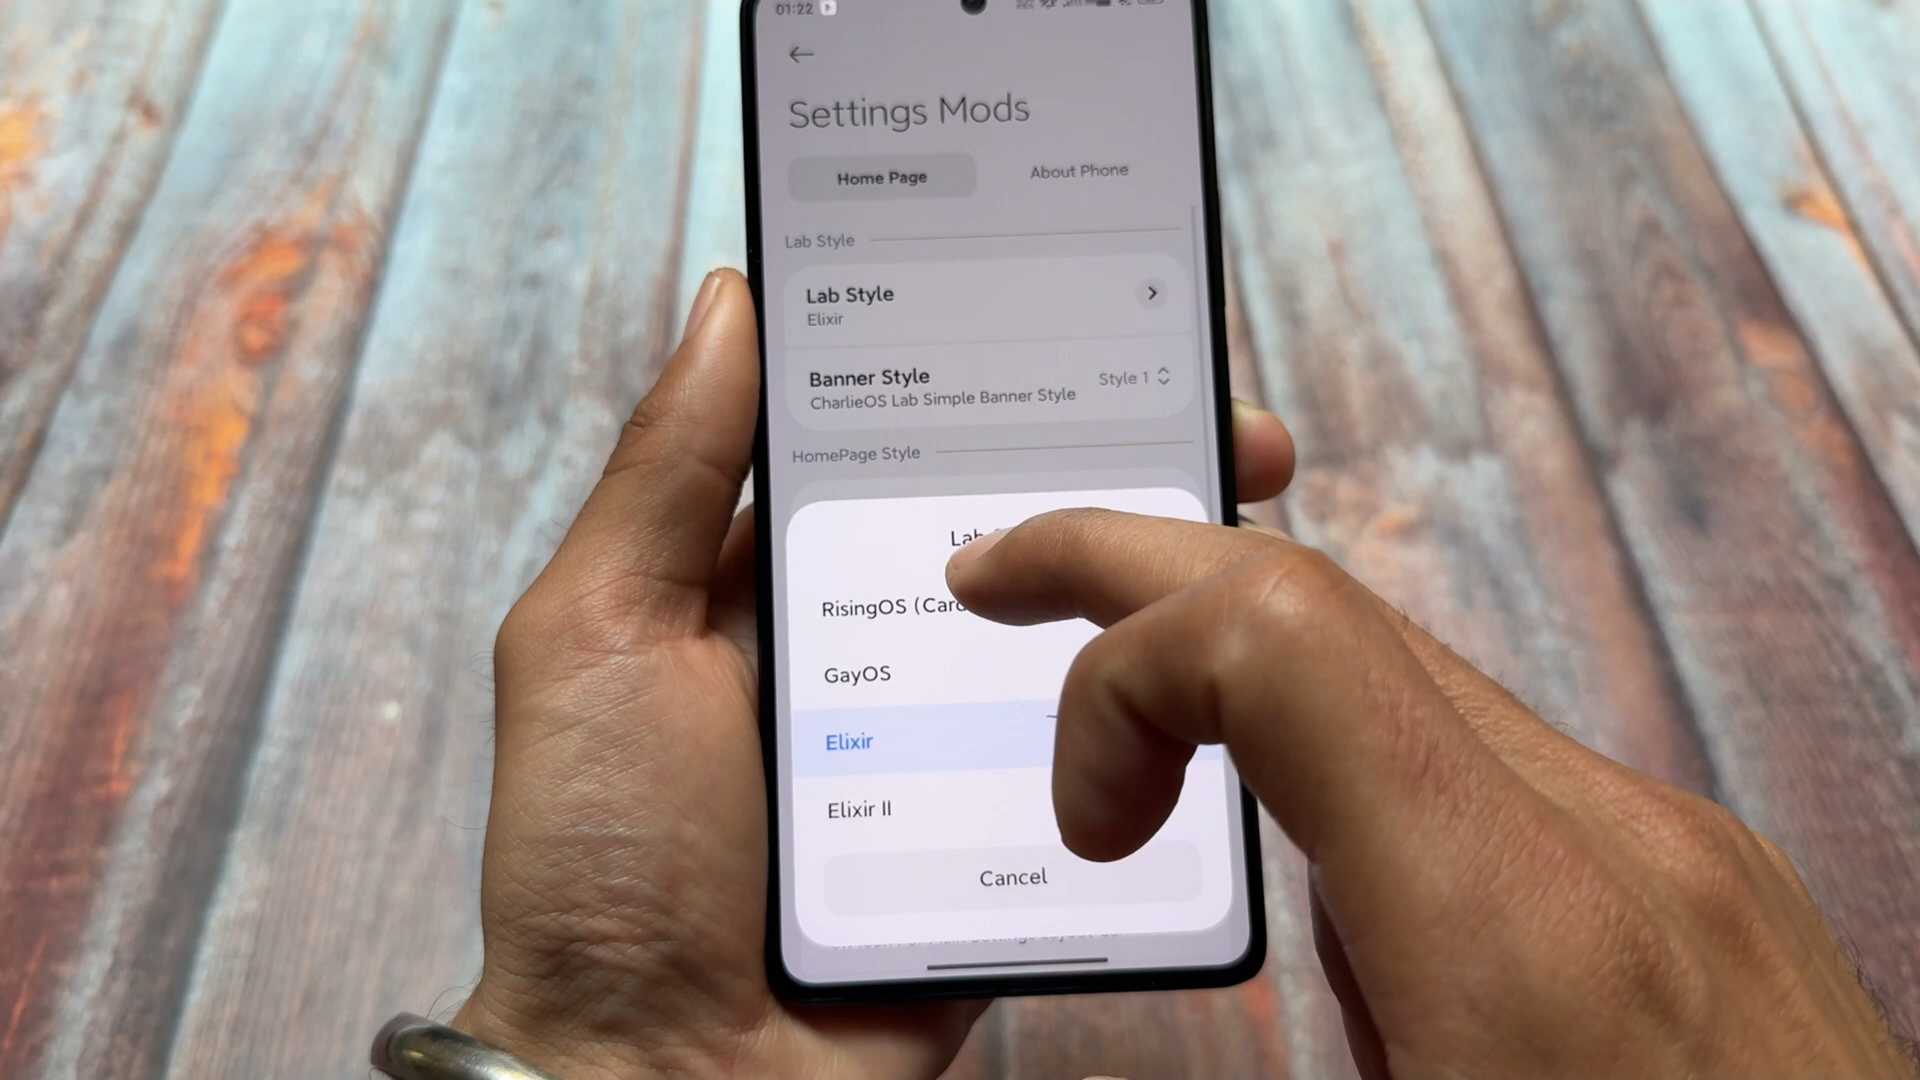 01:22
Settings Mods
Home Page
About Phone
Lab Style
Lab Style
Elixir
Banner Style
Style 1
CharlieOS Lab Simple Banner Style
HomePage Style
Lab
RisingOS (Card
GayOS
Elixir
Elixir II
Cancel